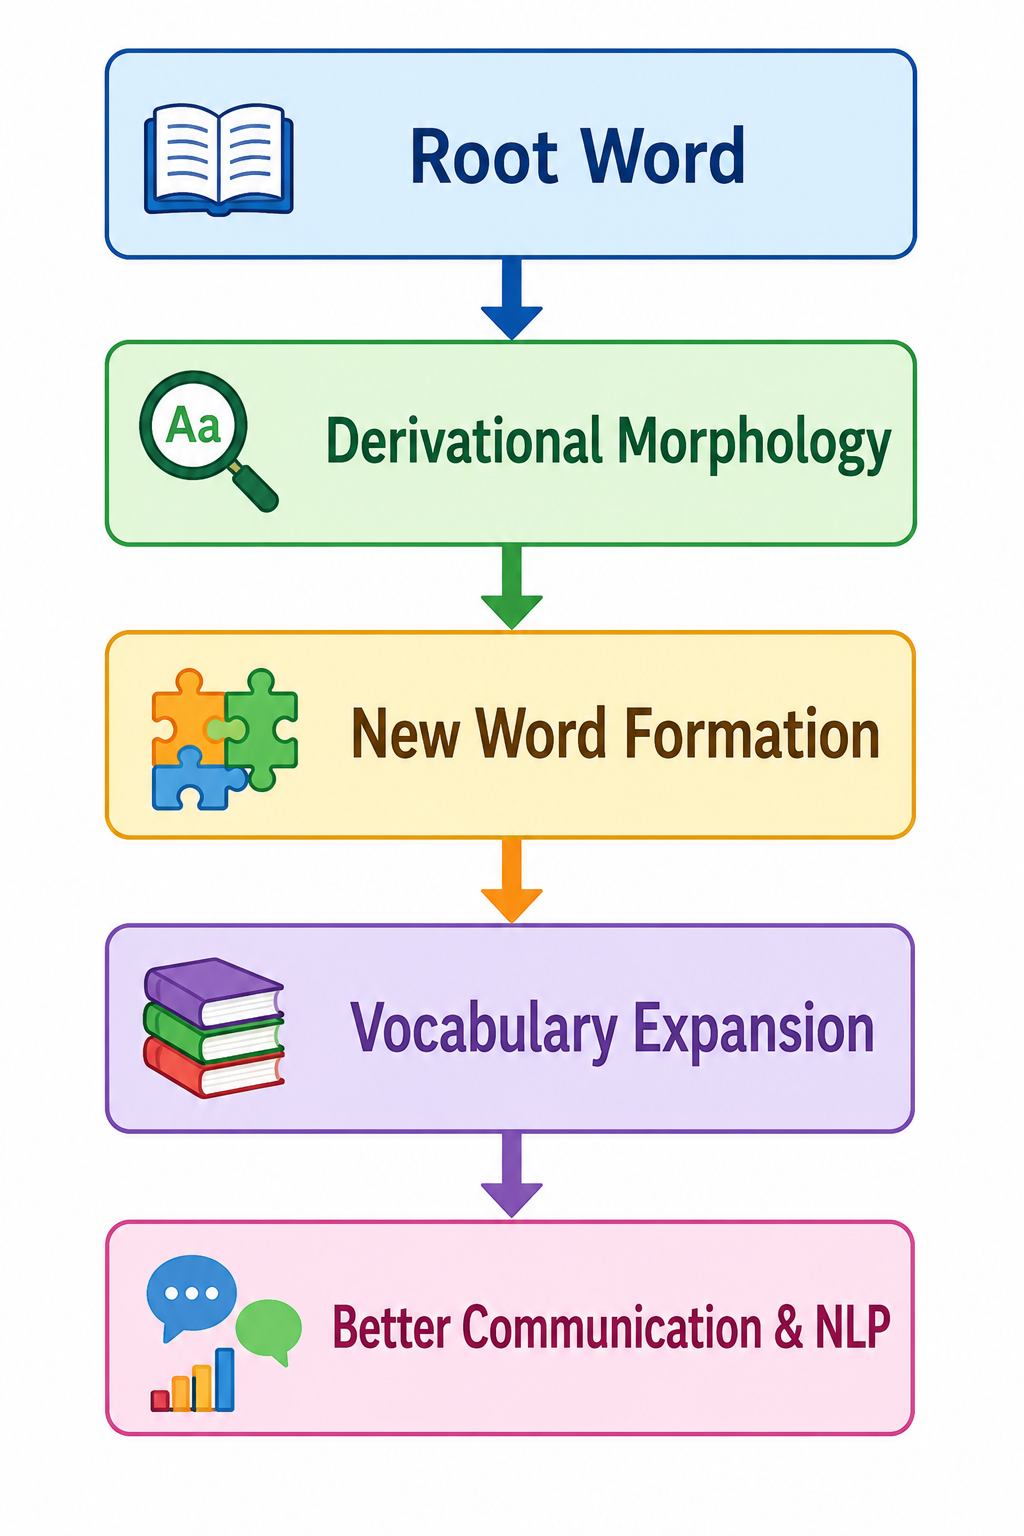 Root Word
Aa
Derivational Morphology
New Word Formation
Vocabulary Expansion
Better Communication & NLP